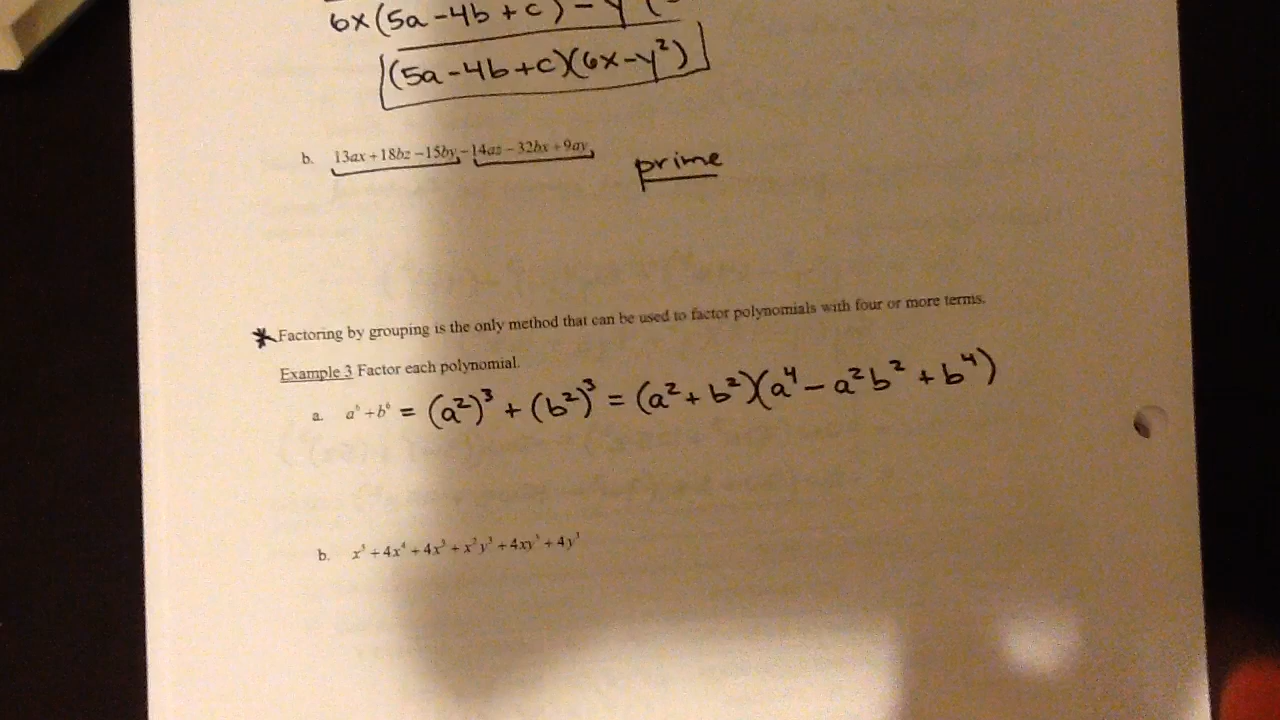 6x(5a-4b+c)-y
(5a-4b+c)(6x-y²)
b. 13ax+18bz-15by-14az-32bx+9ay prime
*Factoring by grouping is the only method that can be used to factor polynomials with four or more terms.
Example 3 Factor each polynomial.
a. a⁶+b⁶ = (a²)³ + (b²)³ = (a²+b²)(a⁴-a²b²+b⁴)
b. x⁵+4x⁴+4x³+x²y³+4xy³+4y³